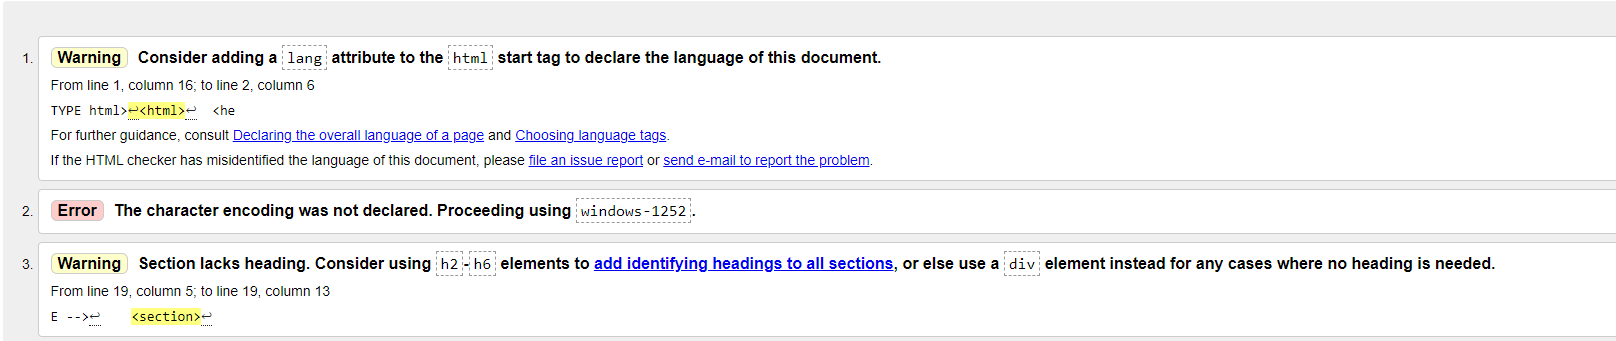 1. Warning Consider adding a lang attribute to the html start tag to declare the language of this document.
From line 1, column 16; to line 2, column 6
TYPE html>↩<html>↩  <he
For further guidance, consult Declaring the overall language of a page and Choosing language tags.
If the HTML checker has misidentified the language of this document, please file an issue report or send e-mail to report the problem.
2. Error The character encoding was not declared. Proceeding using windows-1252.
3. Warning Section lacks heading. Consider using h2-h6 elements to add identifying headings to all sections, or else use a div element instead for any cases where no heading is needed.
From line 19, column 5; to line 19, column 13
E -->↩    <section>↩